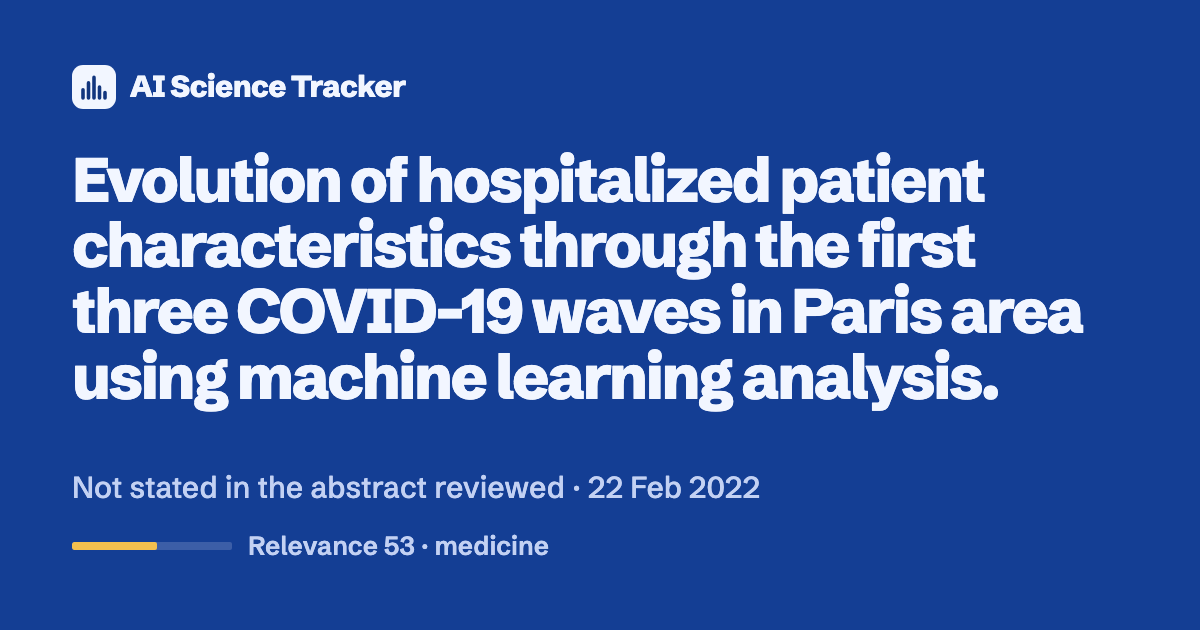 AI Science Tracker
Evolution of hospitalized patient
characteristics through the first
three COVID-19 waves in Paris area
using machine learning analysis.
Not stated in the abstract reviewed · 22 Feb 2022
Relevance 53 · medicine